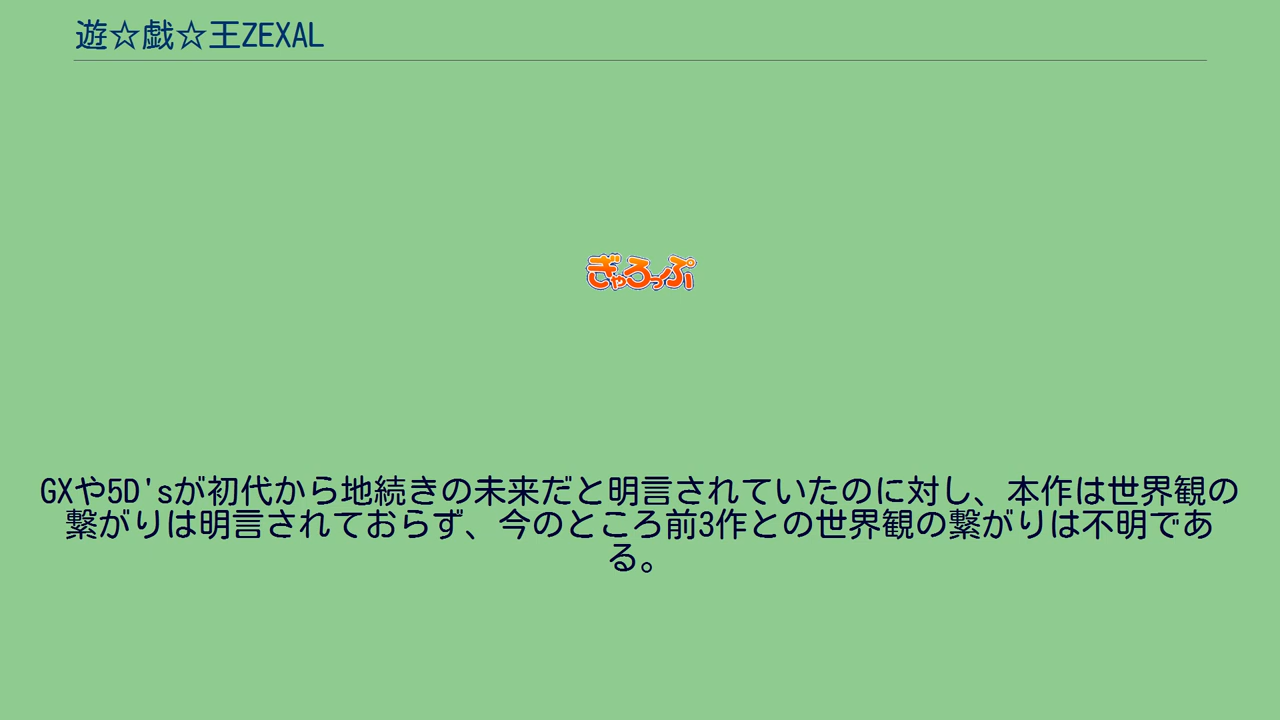 遊☆戯☆王ZEXAL
ぎゃろっぷ
GXや5D'sが初代から地続きの未来だと明言されていたのに対し、本作は世界観の
繋がりは明言されておらず、今のところ前3作との世界観の繋がりは不明であ
る。